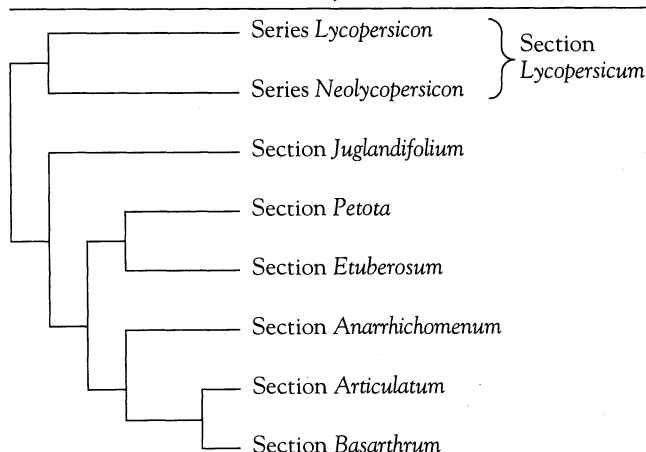 Series Lycopersicon
Series Neolycopersicon
Section
Lycopersicum
Section Juglandifolium
Section Petota
Section Etuberosum
Section Anarrhichomenum
Section Articulatum
Section Basarthrum